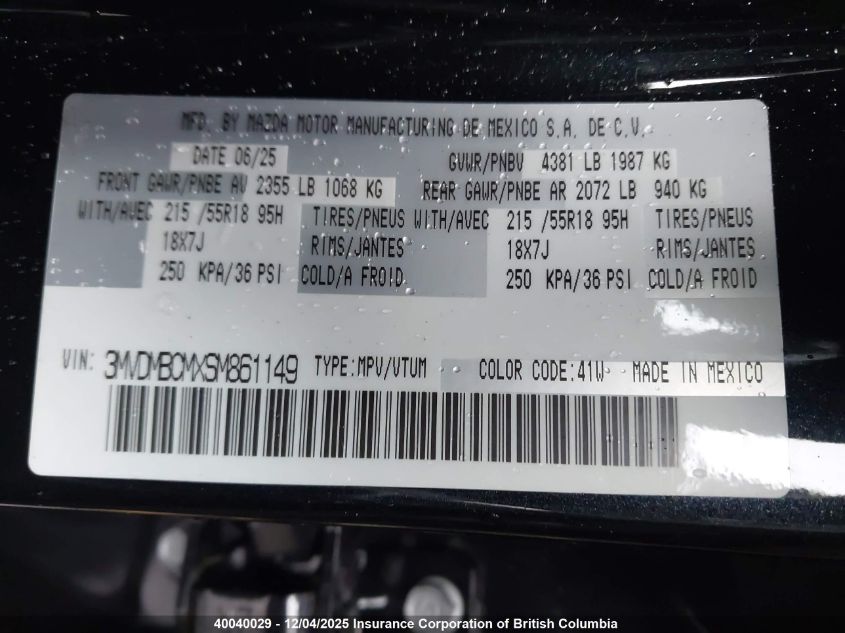 MFD. BY MAZDA MOTOR MANUFACTURING DE MEXICO S.A. DE C.V.
DATE 06/25 GVWR/PNBV 4381 LB 1987 KG
FRONT GAWR/PNBE AV 2355 LB 1068 KG REAR GAWR/PNBE AR 2072 LB 940 KG
WITH/AVEC 215 /55R18 95H TIRES/PNEUS WITH/AVEC 215 /55R18 95H TIRES/PNEUS
18X7J RIMS/JANTES 18X7J RIMS/JANTES
250 KPA/36 PSI COLD/A FROID 250 KPA/36 PSI COLD/A FROID
VIN: 3MVDMBCMXSM861149 TYPE:MPV/VTUM COLOR CODE:41W MADE IN MEXICO
40040029 - 12/04/2025 Insurance Corporation of British Columbia